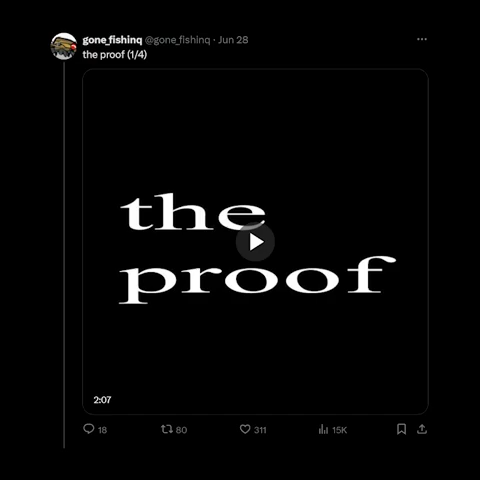 gone_fishinq @gone_fishinq · Jun 28
the proof (1/4)
the
proof
2:07
18 80 311 15K